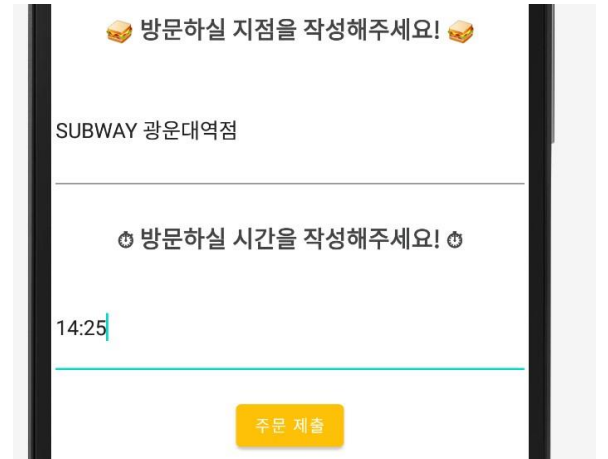 🥪 방문하실 지점을 작성해주세요! 🥪
SUBWAY 광운대역점
⏱ 방문하실 시간을 작성해주세요! ⏱
14:25
주문 제출